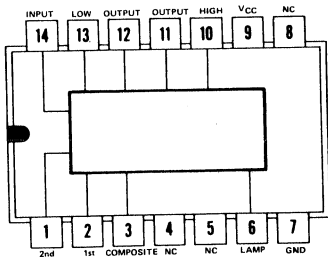 INPUT LOW OUTPUT OUTPUT HIGH VCC NC
14 13 12 11 10 9 8
1 2 3 4 5 6 7
2nd 1st COMPOSITE NC NC LAMP GND